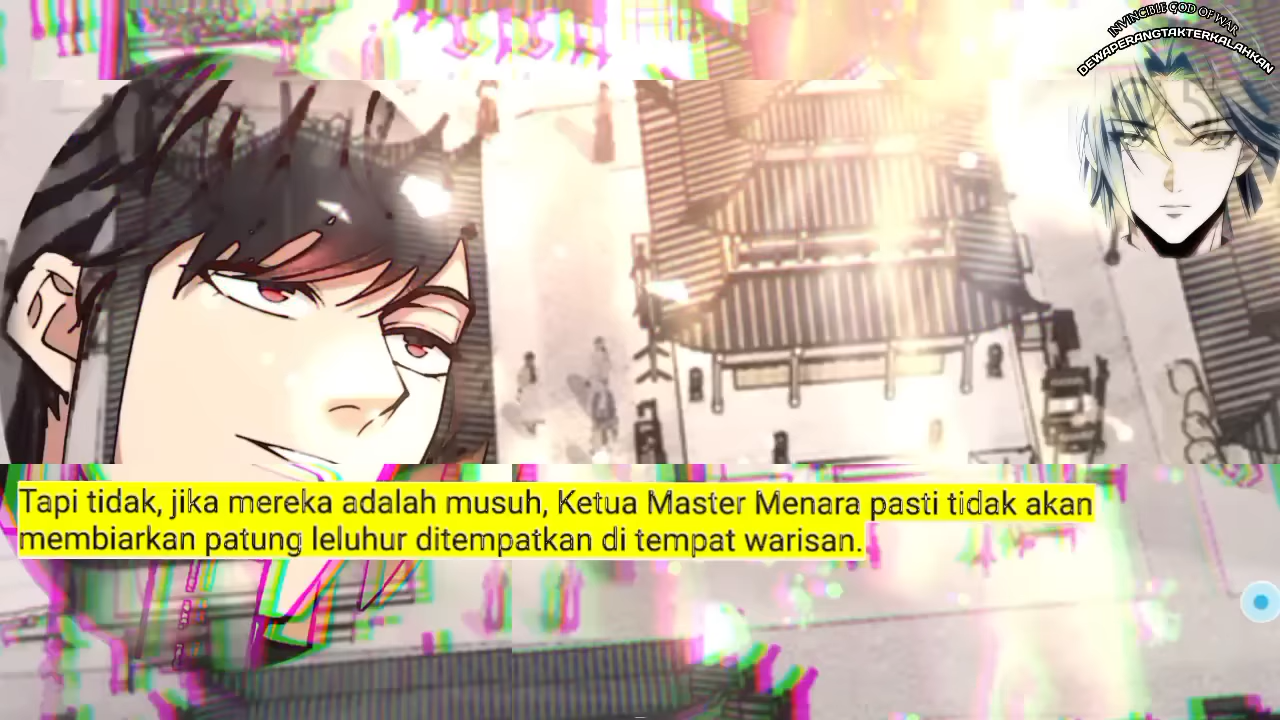 INVINCIBLE GOD OF WAR
DEWAPERANGTAKTERKALAHKAN
Tapi tidak, jika mereka adalah musuh, Ketua Master Menara pasti tidak akan
membiarkan patung leluhur ditempatkan di tempat warisan.